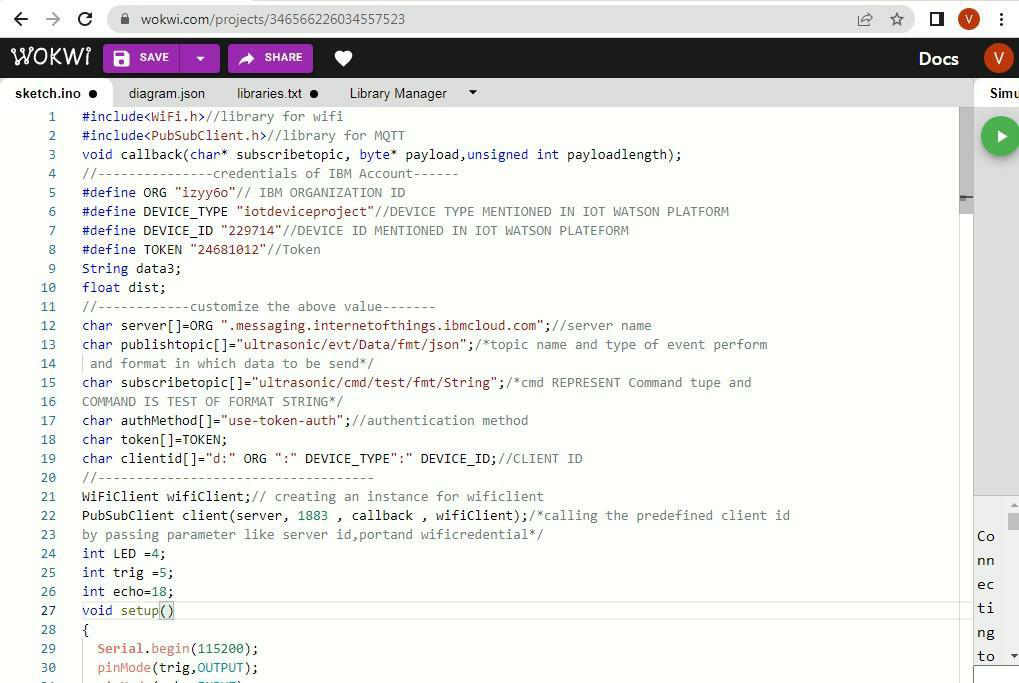 wokwi.com/projects/346566226034557523
V
WOKWi
SAVE
SHARE
Docs
V
sketch.ino
diagram.json
libraries.txt
Library Manager
Simu
1 #include<WiFi.h>//library for wifi
2 #include<PubSubClient.h>//library for MQTT
3 void callback(char* subscribetopic, byte* payload,unsigned int payloadlength);
4 //---------------credentials of IBM Account------
5 #define ORG "izyy6o"// IBM ORGANIZATION ID
6 #define DEVICE_TYPE "iotdeviceproject"//DEVICE TYPE MENTIONED IN IOT WATSON PLATFORM
7 #define DEVICE_ID "229714"//DEVICE ID MENTIONED IN IOT WATSON PLATEFORM
8 #define TOKEN "24681012"//Token
9 String data3;
10 float dist;
11 //------------customize the above value-------
12 char server[]=ORG ".messaging.internetofthings.ibmcloud.com";//server name
13 char publishtopic[]="ultrasonic/evt/Data/fmt/json";/*topic name and type of event perform
14 and format in which data to be send*/
15 char subscribetopic[]="ultrasonic/cmd/test/fmt/String";/*cmd REPRESENT Command tupe and
16 COMMAND IS TEST OF FORMAT STRING*/
17 char authMethod[]="use-token-auth";//authentication method
18 char token[]=TOKEN;
19 char clientid[]="d:" ORG ":" DEVICE_TYPE":" DEVICE_ID;//CLIENT ID
20 //------------------------------------
21 WiFiClient wifiClient;// creating an instance for wificlient
22 PubSubClient client(server, 1883 , callback , wifiClient);/*calling the predefined client id
23 by passing parameter like server id,portand wificredential*/
24 int LED =4;
25 int trig =5;
26 int echo=18;
27 void setup()
28 {
29 Serial.begin(115200);
30 pinMode(trig,OUTPUT);
Co
nn
ec
ti
ng
to